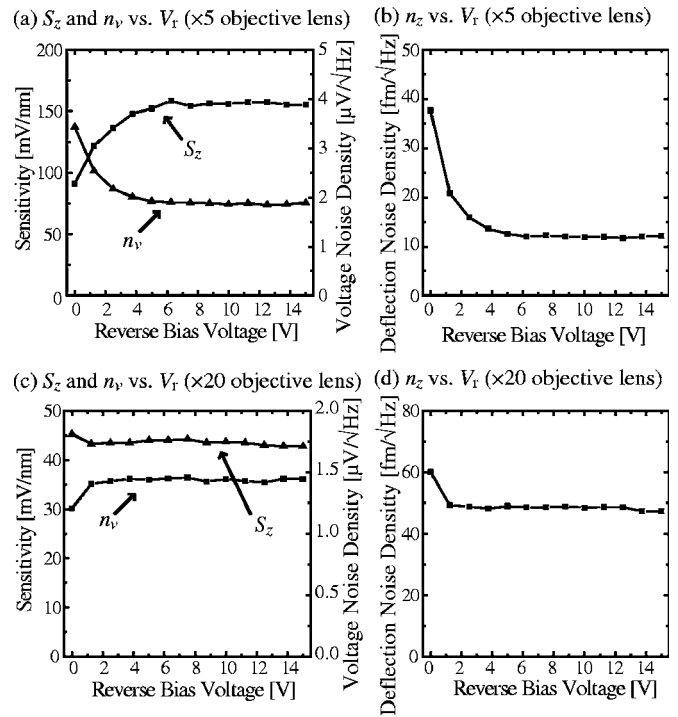 (a) Sz and nv vs. Vr (×5 objective lens)
Sensitivity [mV/nm]
200
150
100
75
50
0
Sz
nv
5
4
3
2
1
0
Voltage Noise Density [μV/√Hz]
0 2 4 6 8 10 12 14
Reverse Bias Voltage [V]
(b) nz vs. Vr (×5 objective lens)
Deflection Noise Density [fm/√Hz]
50
40
30
20
10
0
0 2 4 6 8 10 12 14
Reverse Bias Voltage [V]
(c) Sz and nv vs. Vr (×20 objective lens)
Sensitivity [mV/nm]
50
40
30
20
10
0
nv
Sz
2.0
1.5
1.0
0.5
0.0
Voltage Noise Density [μV/√Hz]
0 2 4 6 8 10 12 14
Reverse Bias Voltage [V]
(d) nz vs. Vr (×20 objective lens)
Deflection Noise Densitty [fm/√Hz]
80
60
40
20
0
0 2 4 6 8 10 12 14
Reverse Bias Voltage [V]